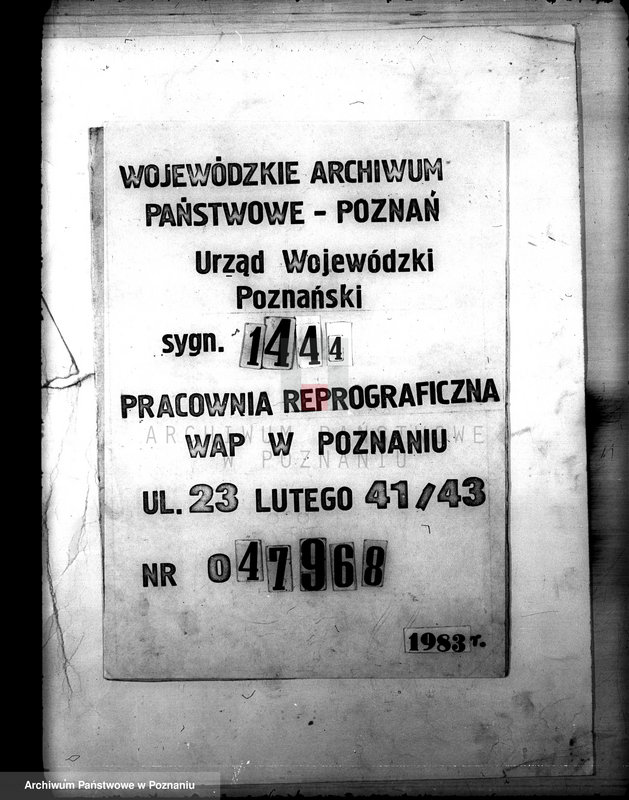 WOJEWÓDZKIE ARCHIWUM
PAŃSTWOWE - POZNAŃ
Urząd Wojewódzki
Poznański
sygn. 1444
PRACOWNIA REPROGRAFICZNA
ARCHIWUM PAŃSTWOWE
WAP W POZNANIU
W POZNANIU
UL. 23 LUTEGO 41/43
NR 047968
1983 r.
Archiwum Państwowe w Poznaniu